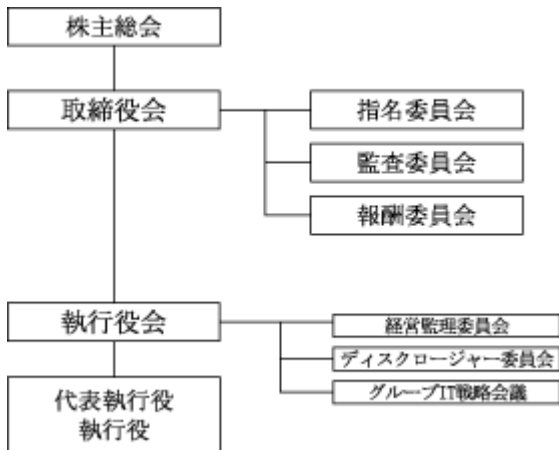 株主総会
取締役会
指名委員会
監査委員会
報酬委員会
執行役会
経営監理委員会
ディスクロージャー委員会
グループIT戦略会議
代表執行役
執行役